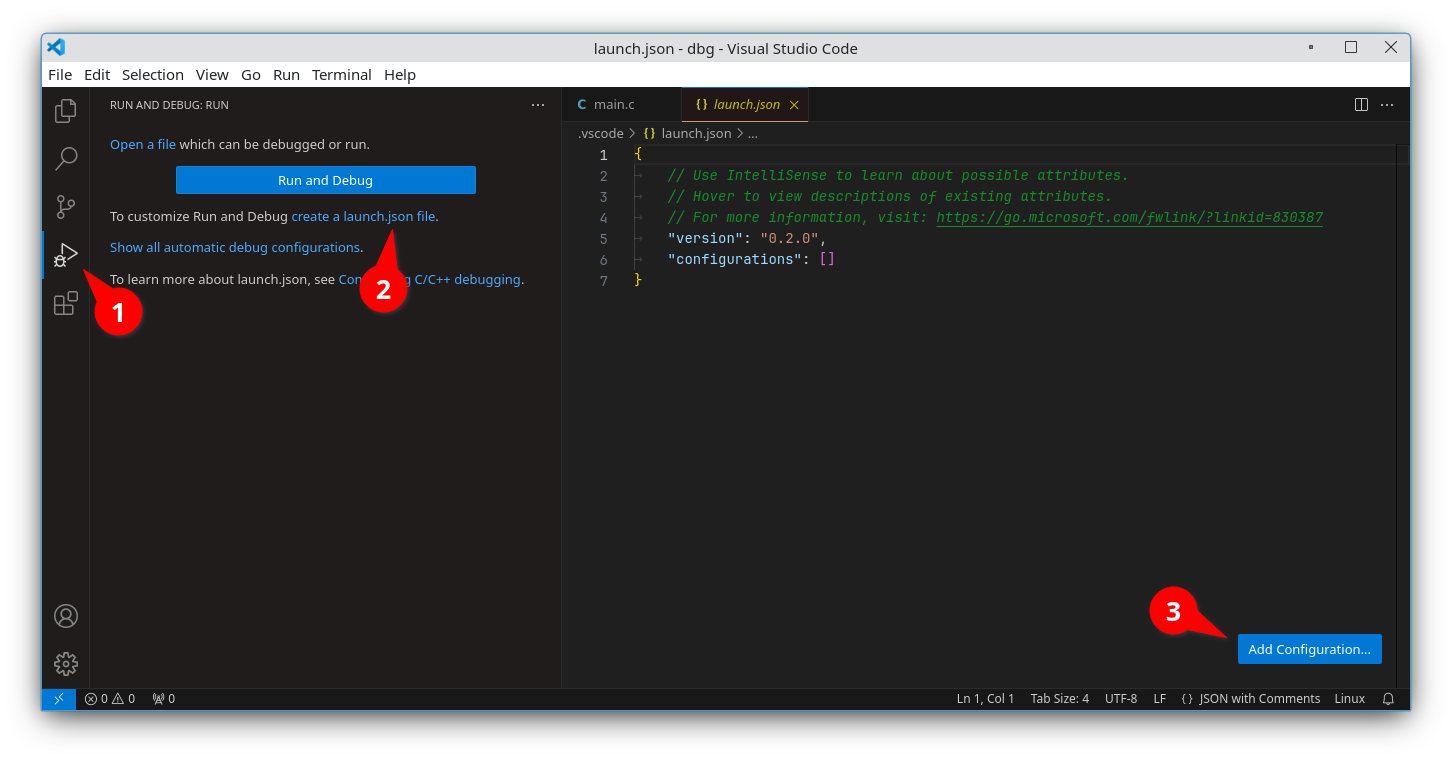 launch.json - dbg - Visual Studio Code
File Edit Selection View Go Run Terminal Help
RUN AND DEBUG: RUN
Open a file which can be debugged or run.
Run and Debug
To customize Run and Debug create a launch.json file.
Show all automatic debug configurations.
To learn more about launch.json, see C/C++ debugging.
1
2
C main.c
{} launch.json
.vscode > {} launch.json > ...
1 {
2 // Use IntelliSense to learn about possible attributes.
3 // Hover to view descriptions of existing attributes.
4 // For more information, visit: https://go.microsoft.com/fwlink/?linkid=830387
5 "version": "0.2.0",
6 "configurations": []
7 }
3
Add Configuration...
0 0 0
Ln 1, Col 1 Tab Size: 4 UTF-8 LF {} JSON with Comments Linux